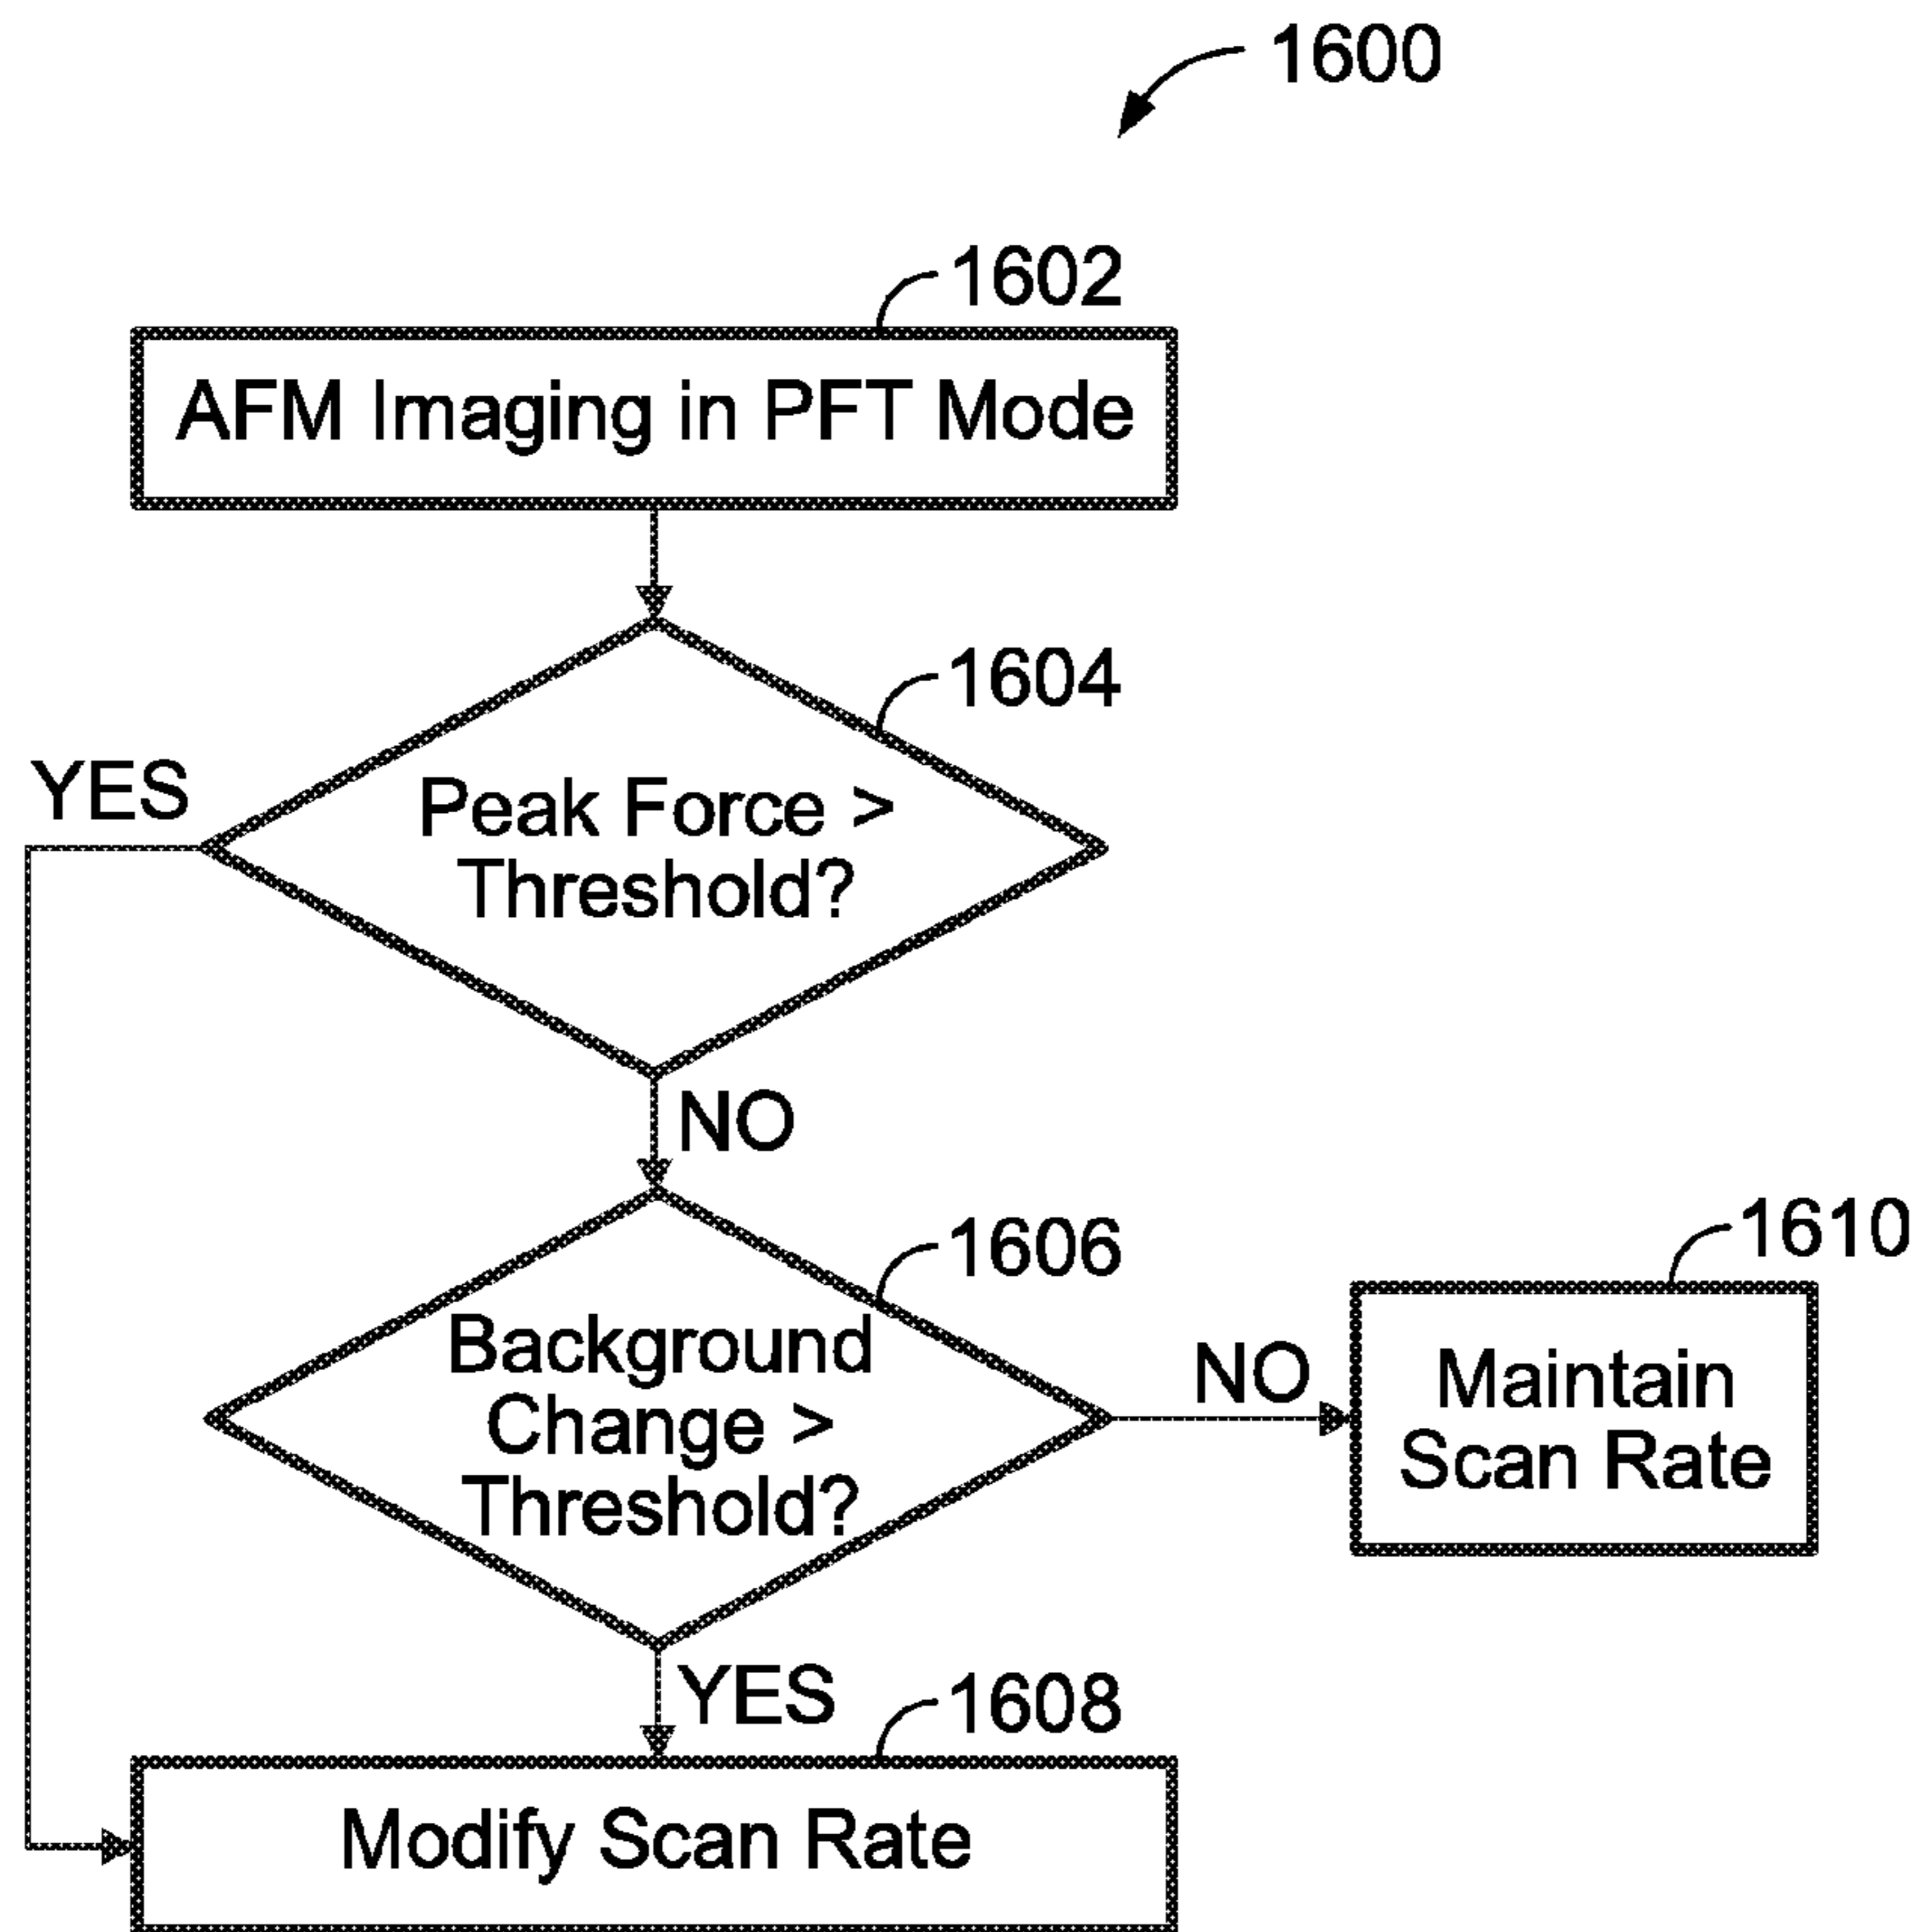 1600
1602
AFM Imaging in PFT Mode
1604
YES
Peak Force >
Threshold?
NO
1606
1610
Background
Change >
Threshold?
NO
Maintain
Scan Rate
YES
1608
Modify Scan Rate